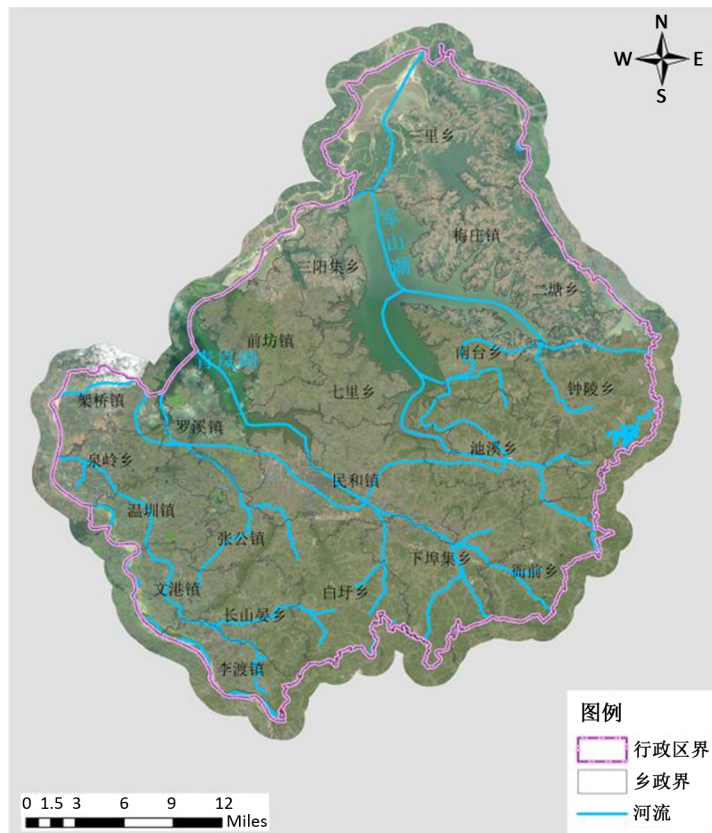 N
W E
S
三里乡
军山湖
梅庄镇
三阳集乡
二塘乡
前坊镇
青岚湖
南台乡
七里乡
钟陵乡
架桥镇
罗溪镇
池溪乡
泉岭乡
民和镇
温圳镇
张公镇
下埠集乡
衙前乡
文港镇
白圩乡
长山晏乡
李渡镇
图例
行政区界
乡政界
河流
0 1.5 3 6 9 12
Miles